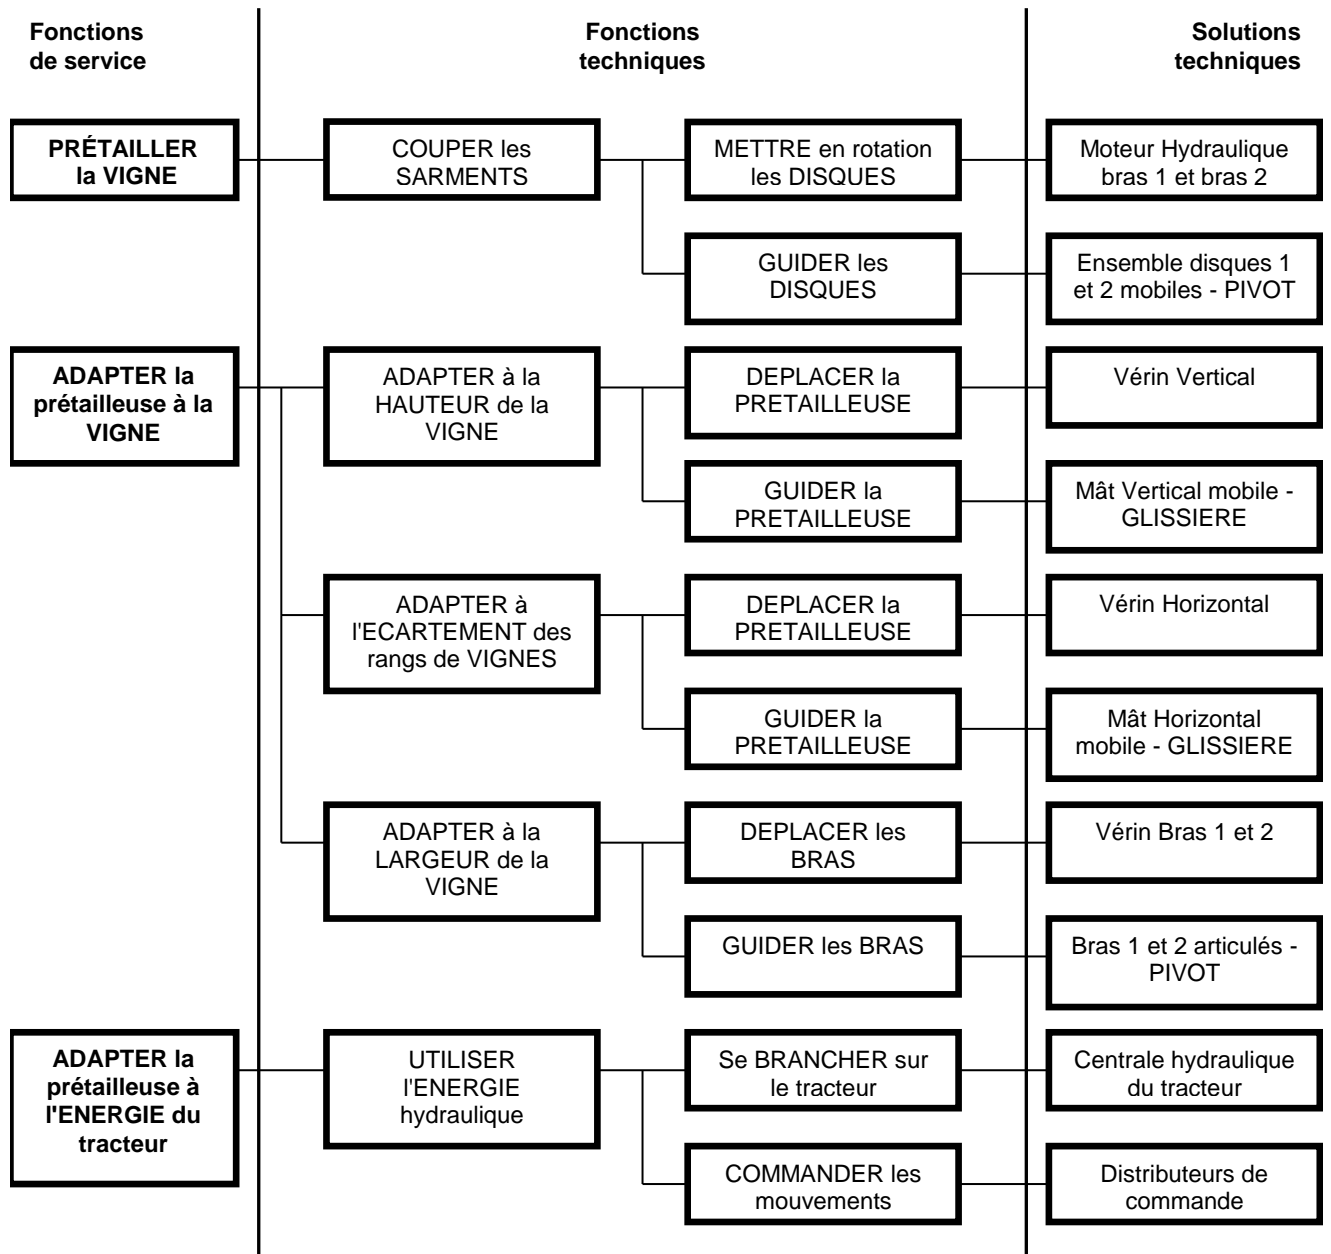 Fonctions
de service
Fonctions
techniques
Solutions
techniques
PRÉTAILLER
la VIGNE
COUPER les
SARMENTS
METTRE en rotation
les DISQUES
Moteur Hydraulique
bras 1 et bras 2
GUIDER les
DISQUES
Ensemble disques 1
et 2 mobiles - PIVOT
ADAPTER la
prétailleuse à la
VIGNE
ADAPTER à la
HAUTEUR de la
VIGNE
DEPLACER la
PRETAILLEUSE
Vérin Vertical
GUIDER la
PRETAILLEUSE
Mât Vertical mobile -
GLISSIERE
ADAPTER à
l'ECARTEMENT des
rangs de VIGNES
DEPLACER la
PRETAILLEUSE
Vérin Horizontal
GUIDER la
PRETAILLEUSE
Mât Horizontal
mobile - GLISSIERE
ADAPTER à la
LARGEUR de la
VIGNE
DEPLACER les
BRAS
Vérin Bras 1 et 2
GUIDER les BRAS
Bras 1 et 2 articulés -
PIVOT
ADAPTER la
prétailleuse à
l'ENERGIE du
tracteur
UTILISER
l'ENERGIE
hydraulique
Se BRANCHER sur
le tracteur
Centrale hydraulique
du tracteur
COMMANDER les
mouvements
Distributeurs de
commande